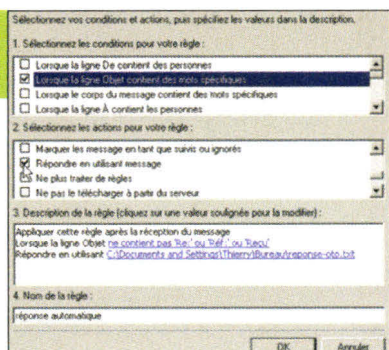 Sélectionnez vos conditions et actions, puis spécifiez les valeurs dans la description.
1. Sélectionnez les conditions pour votre règle :
Lorsque la ligne De contient des personnes
Lorsque la ligne Objet contient des mots spécifiques
Lorsque le corps du message contient des mots spécifiques
Lorsque la ligne À contient les personnes
2. Sélectionnez les actions pour votre règle :
Marquer les messages en tant que suivis ou ignorés
Répondre en utilisant message
Ne plus traiter de règles
Ne pas le télécharger à partir du serveur
3. Description de la règle (cliquez sur une valeur soulignée pour la modifier) :
Appliquer cette règle après la réception du message
Lorsque la ligne Objet ne contient pas 'Re:' ou 'Réf:' ou 'Reçu'
Répondre en utilisant C:\Documents and Settings\Thierry\Bureau\reponse-oto.txt
4. Nom de la règle :
réponse automatique
OK Annuler